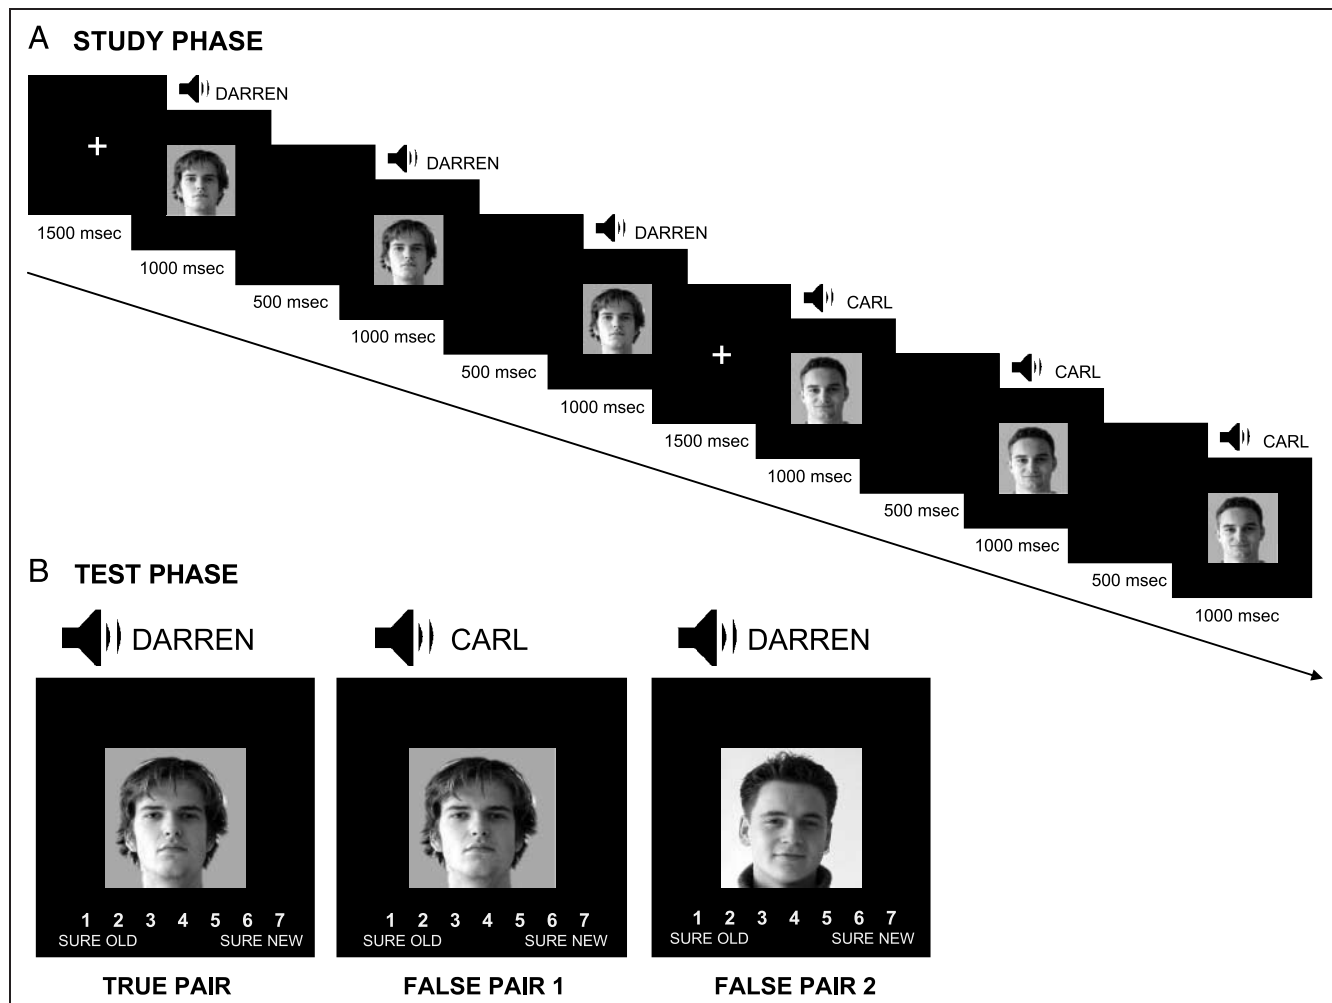 A STUDY PHASE
DARREN
DARREN
DARREN
CARL
CARL
CARL
1500 msec
1000 msec
500 msec
1000 msec
500 msec
1000 msec
1500 msec
1000 msec
500 msec
1000 msec
500 msec
1000 msec
B TEST PHASE
DARREN
CARL
DARREN
1 2 3 4 5 6 7
SURE OLD SURE NEW
TRUE PAIR
1 2 3 4 5 6 7
SURE OLD SURE NEW
FALSE PAIR 1
1 2 3 4 5 6 7
SURE OLD SURE NEW
FALSE PAIR 2